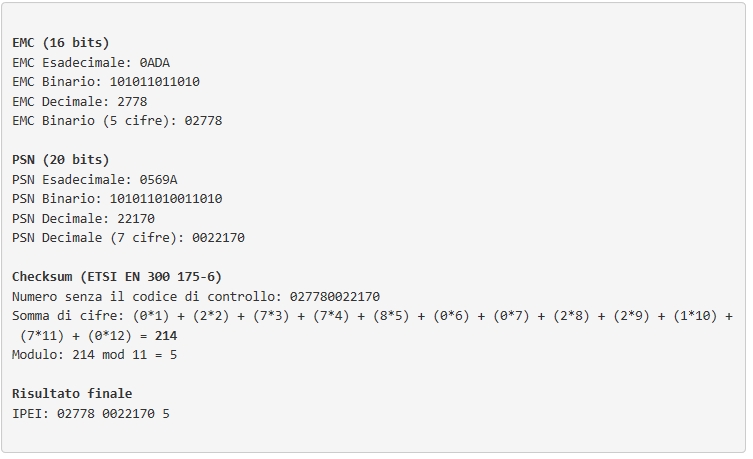 EMC (16 bits)
EMC Esadecimale: 0ADA
EMC Binario: 101011011010
EMC Decimale: 2778
EMC Binario (5 cifre): 02778
PSN (20 bits)
PSN Esadecimale: 0569A
PSN Binario: 101011010011010
PSN Decimale: 22170
PSN Decimale (7 cifre): 0022170
Checksum (ETSI EN 300 175-6)
Numero senza il codice di controllo: 027780022170
Somma di cifre: (0*1) + (2*2) + (7*3) + (7*4) + (8*5) + (0*6) + (0*7) + (2*8) + (2*9) + (1*10) +
(7*11) + (0*12) = 214
Modulo: 214 mod 11 = 5
Risultato finale
IPEI: 02778 0022170 5